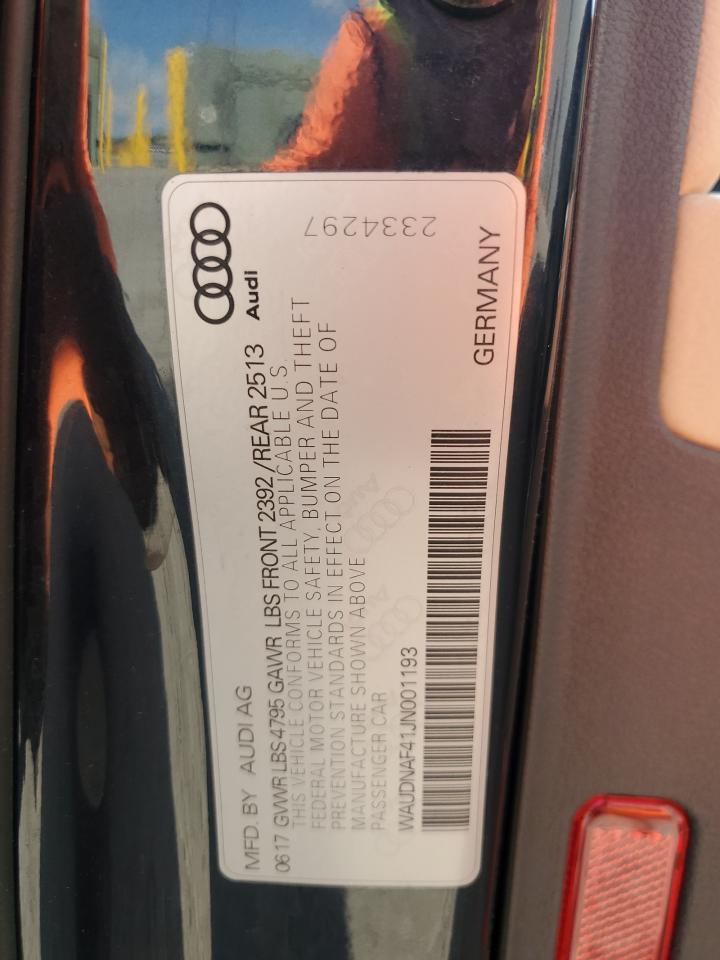 Audi
2334297
MFD. BY AUDI AG
0617 GVWR LBS 4795 GAWR LBS FRONT 2392 /REAR 2513
THIS VEHICLE CONFORMS TO ALL APPLICABLE U.S.
FEDERAL MOTOR VEHICLE SAFETY, BUMPER AND THEFT
PREVENTION STANDARDS IN EFFECT ON THE DATE OF
MANUFACTURE SHOWN ABOVE
PASSENGER CAR
WAUDNAF41JN001193
GERMANY